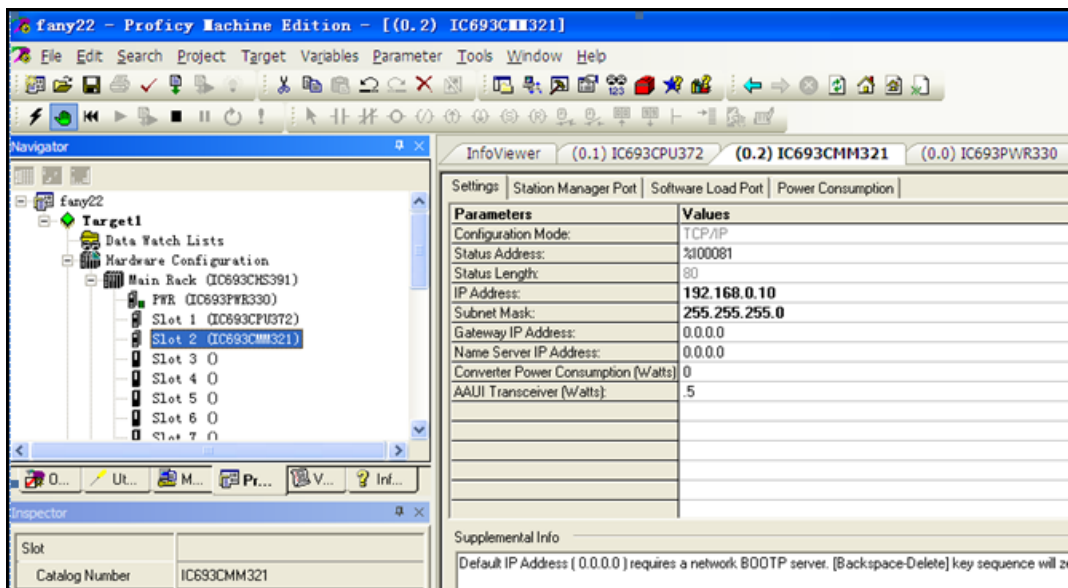 fany22 - Proficy Machine Edition - [(0.2) IC693CMM321]
File Edit Search Project Target Variables Parameter Tools Window Help
Navigator
fany22
Target1
Data Watch Lists
Hardware Configuration
Main Rack (IC693CHS391)
PWR (IC693PWR330)
Slot 1 (IC693CPU372)
Slot 2 (IC693CMM321)
Slot 3 ()
Slot 4 ()
Slot 5 ()
Slot 6 ()
Slot 7 ()
O... Ut... M... Pr... V... Inf...
Inspector
Slot
Catalog Number IC693CMM321
InfoViewer (0.1) IC693CPU372 (0.2) IC693CMM321 (0.0) IC693PWR330
Settings Station Manager Port Software Load Port Power Consumption
Parameters Values
Configuration Mode: TCP/IP
Status Address: %I00081
Status Length: 80
IP Address: 192.168.0.10
Subnet Mask: 255.255.255.0
Gateway IP Address: 0.0.0.0
Name Server IP Address: 0.0.0.0
Converter Power Consumption (Watts) 0
AAUI Transceiver (Watts): .5
Supplemental Info
Default IP Address ( 0.0.0.0 ) requires a network BOOTP server. [Backspace-Delete] key sequence will